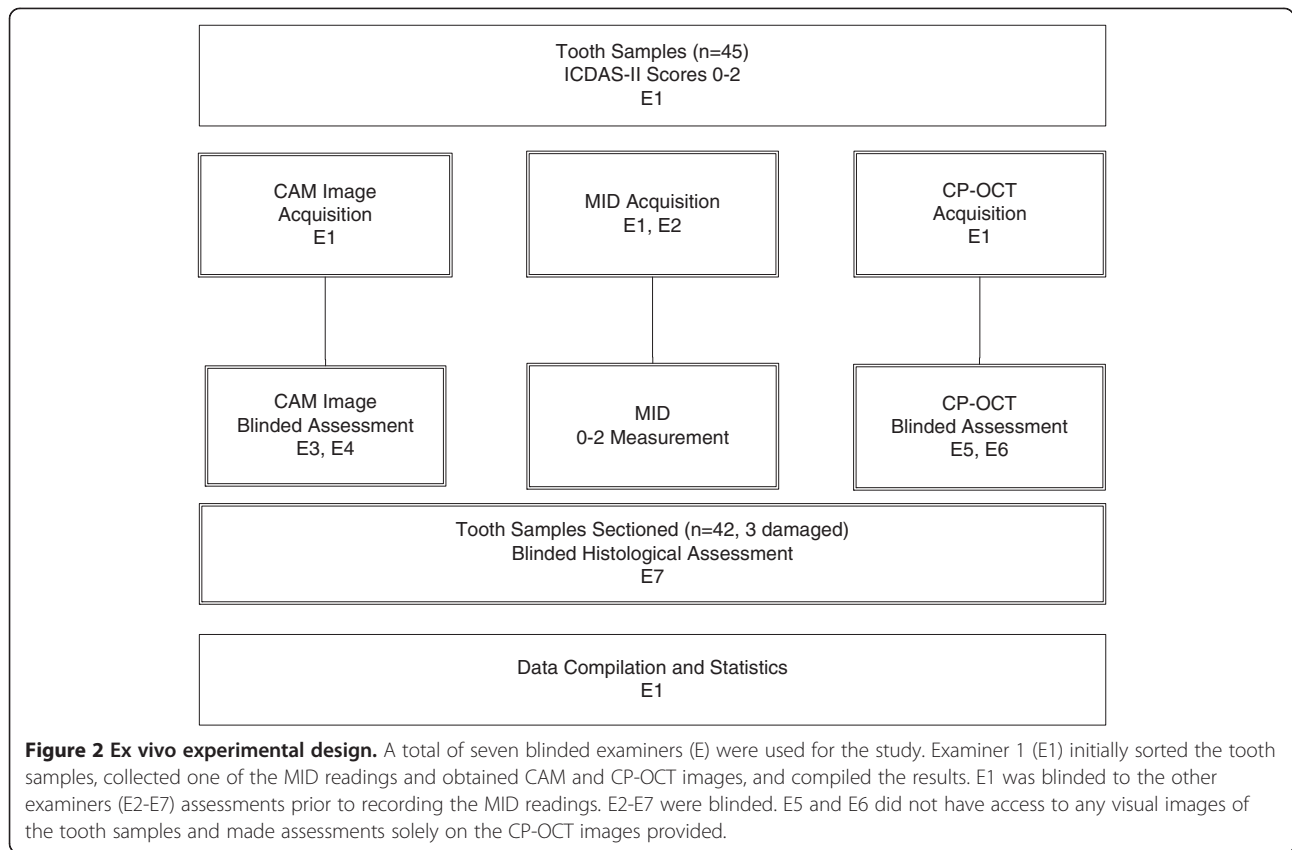 Tooth Samples (n=45)
ICDAS-II Scores 0-2
E1
CAM Image
Acquisition
E1
MID Acquisition
E1, E2
CP-OCT
Acquisition
E1
CAM Image
Blinded Assessment
E3, E4
MID
0-2 Measurement
CP-OCT
Blinded Assessment
E5, E6
Tooth Samples Sectioned (n=42, 3 damaged)
Blinded Histological Assessment
E7
Data Compilation and Statistics
E1
Figure 2 Ex vivo experimental design. A total of seven blinded examiners (E) were used for the study. Examiner 1 (E1) initially sorted the tooth
samples, collected one of the MID readings and obtained CAM and CP-OCT images, and compiled the results. E1 was blinded to the other
examiners (E2-E7) assessments prior to recording the MID readings. E2-E7 were blinded. E5 and E6 did not have access to any visual images of
the tooth samples and made assessments solely on the CP-OCT images provided.